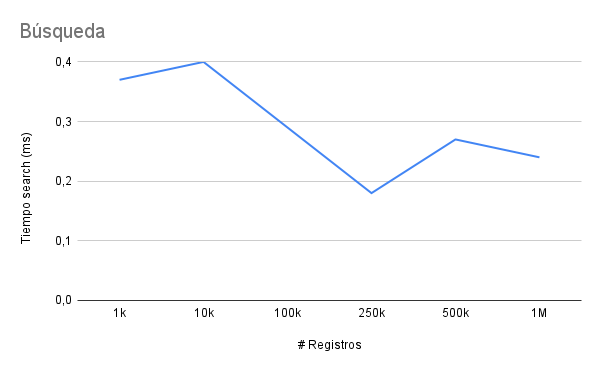 Búsqueda
Tiempo search (ms)
0,4
0,3
0,2
0,1
0,0
1k 10k 100k 250k 500k 1M
# Registros